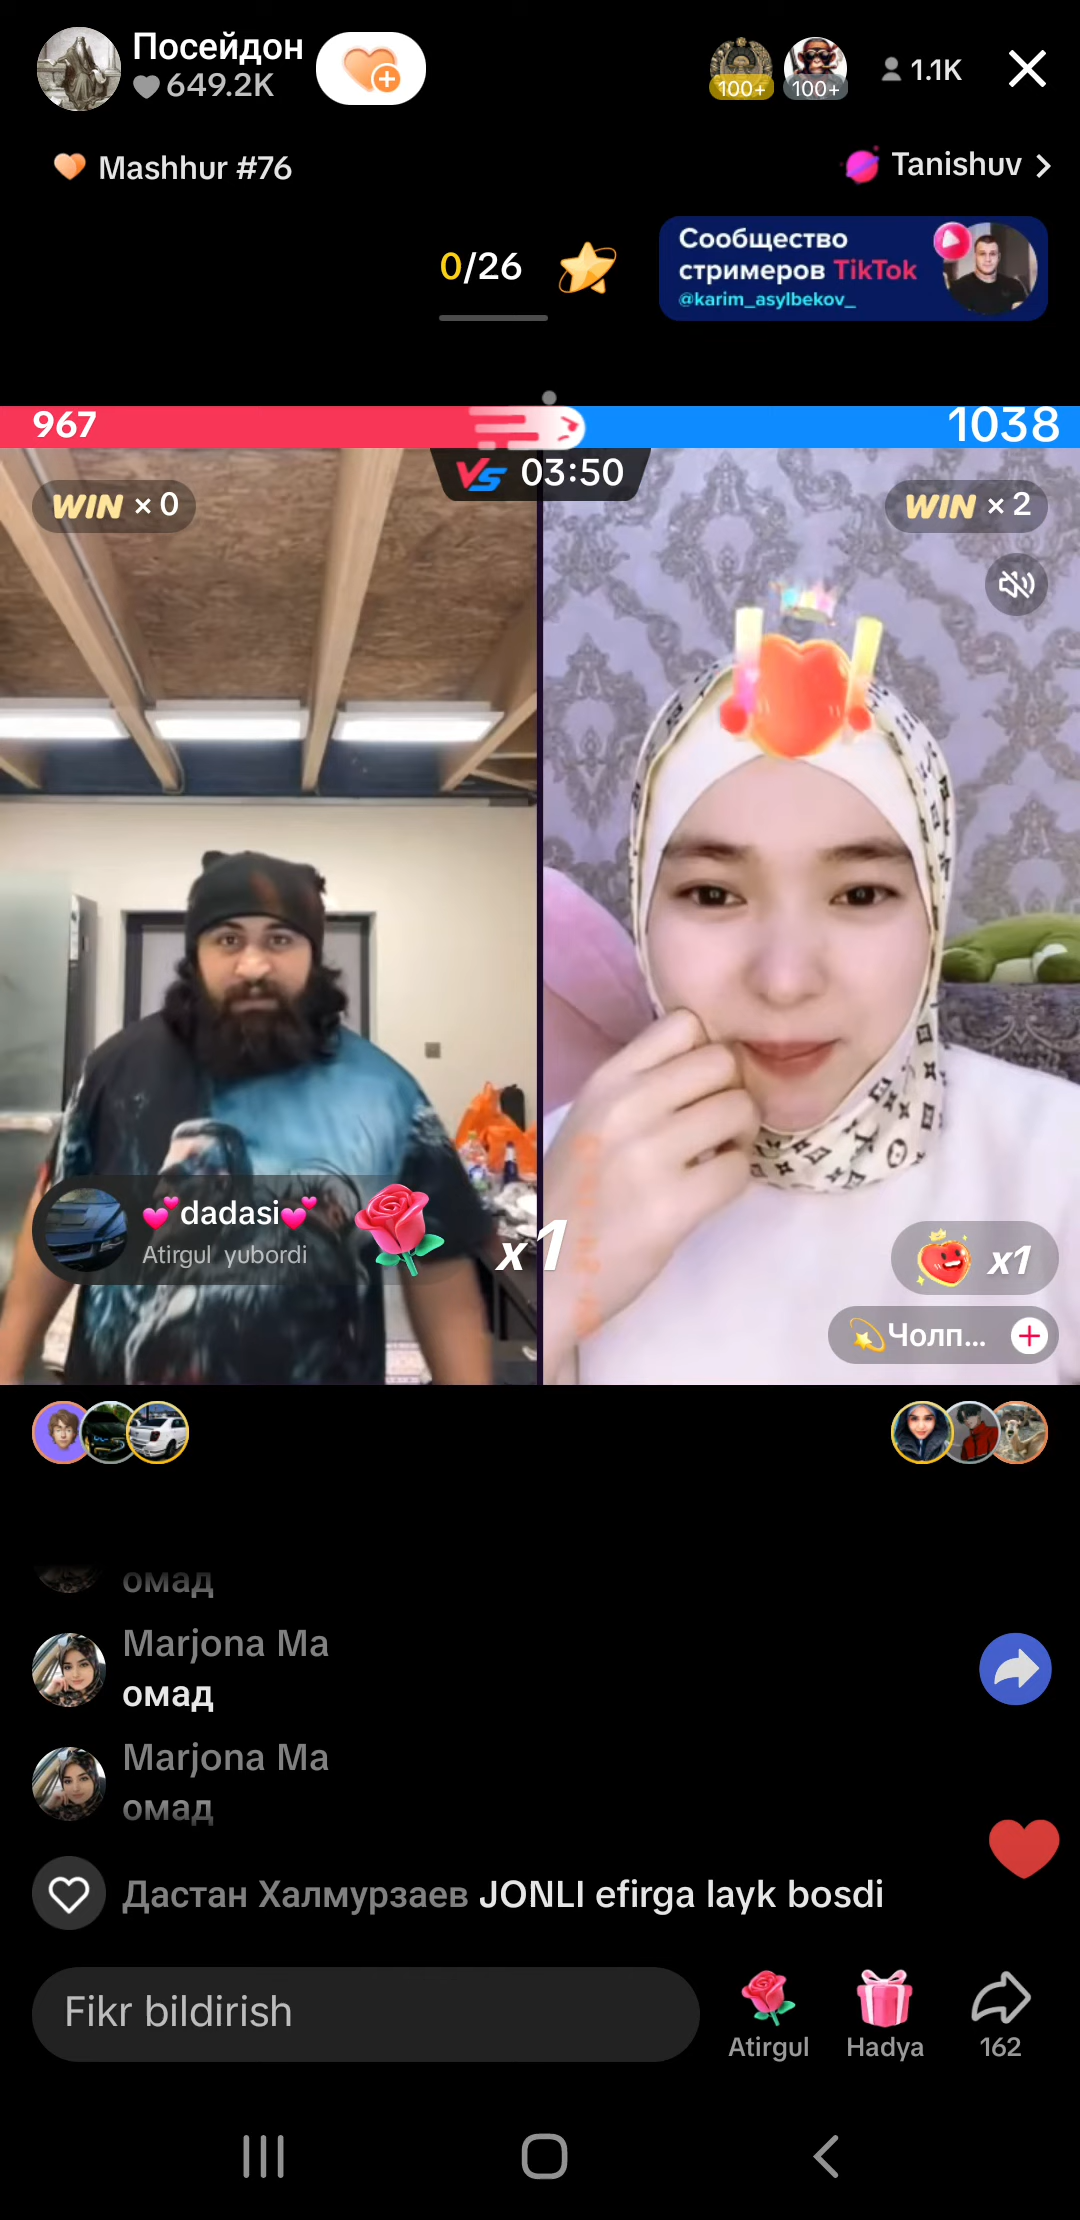 Посейдон
649.2K
100+
100+
1.1K
Mashhur #76
Tanishuv
0/26
Сообщество
стримеров TikTok
@karim_asylbekov_
967
1038
VS 03:50
WIN × 0
WIN × 2
dadasi
Atirgul yubordi
x1
x1
Чолп...
омад
Marjona Ma
омад
Marjona Ma
омад
Дастан Халмурзаев JONLI efirga layk bosdi
Fikr bildirish
Atirgul
Hadya
162